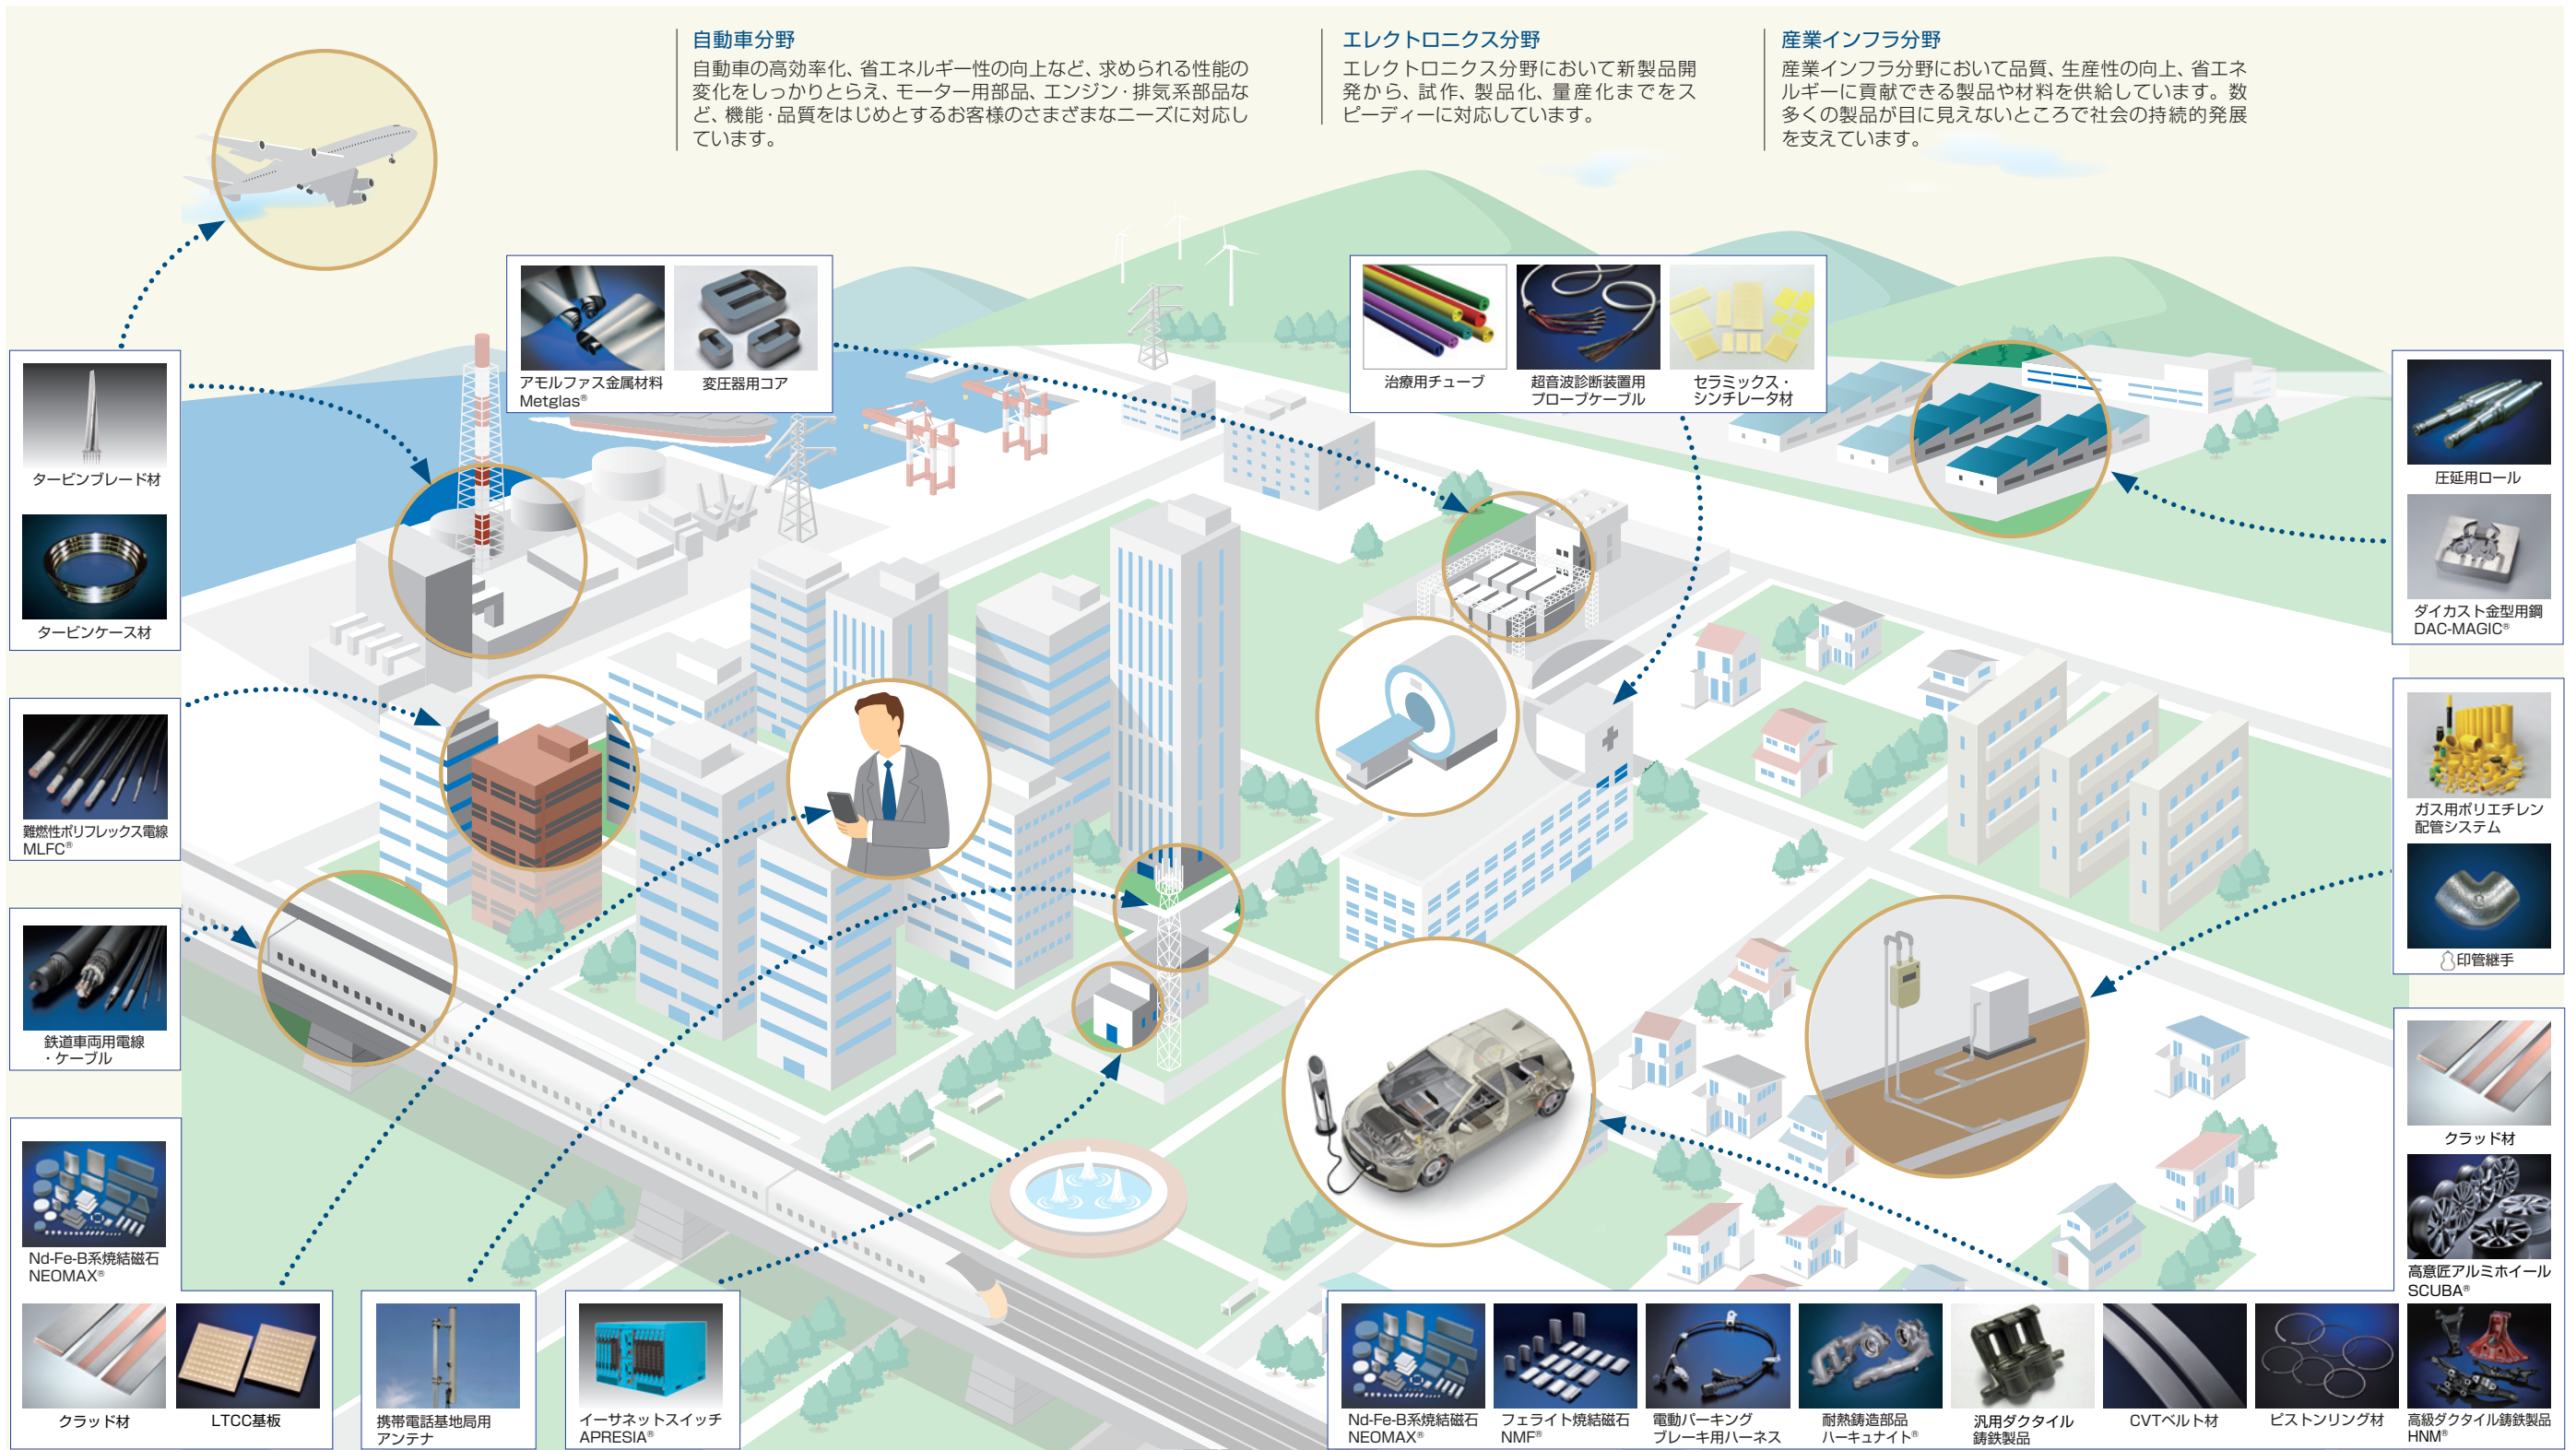 自動車分野
自動車の高効率化、省エネルギー性の向上など、求められる性能の
変化をしっかりとらえ、モーター用部品、エンジン・排気系部品な
ど、機能・品質をはじめとするお客様のさまざまなニーズに対応し
ています。
エレクトロニクス分野
エレクトロニクス分野において新製品開
発から、試作、製品化、量産化までをス
ピーディーに対応しています。
産業インフラ分野
産業インフラ分野において品質、生産性の向上、省エネ
ルギーに貢献できる製品や材料を供給しています。数
多くの製品が目に見えないところで社会の持続的発展
を支えています。
アモルファス金属材料
Metglas®
変圧器用コア
治療用チューブ
超音波診断装置用
プローブケーブル
セラミックス・
シンチレータ材
タービンブレード材
タービンケース材
圧延用ロール
ダイカスト金型用鋼
DAC-MAGIC®
難燃性ポリフレックス電線
MLFC®
ガス用ポリエチレン
配管システム
印管継手
鉄道車両用電線
・ケーブル
クラッド材
高意匠アルミホイール
SCUBA®
Nd-Fe-B系焼結磁石
NEOMAX®
クラッド材
LTCC基板
携帯電話基地局用
アンテナ
イーサネットスイッチ
APRESIA®
Nd-Fe-B系焼結磁石
NEOMAX®
フェライト焼結磁石
NMF®
電動パーキング
ブレーキ用ハーネス
耐熱鋳造部品
ハーキュナイト®
汎用ダクタイル
鋳鉄製品
CVTベルト材
ピストンリング材
高級ダクタイル鋳鉄製品
HNM®